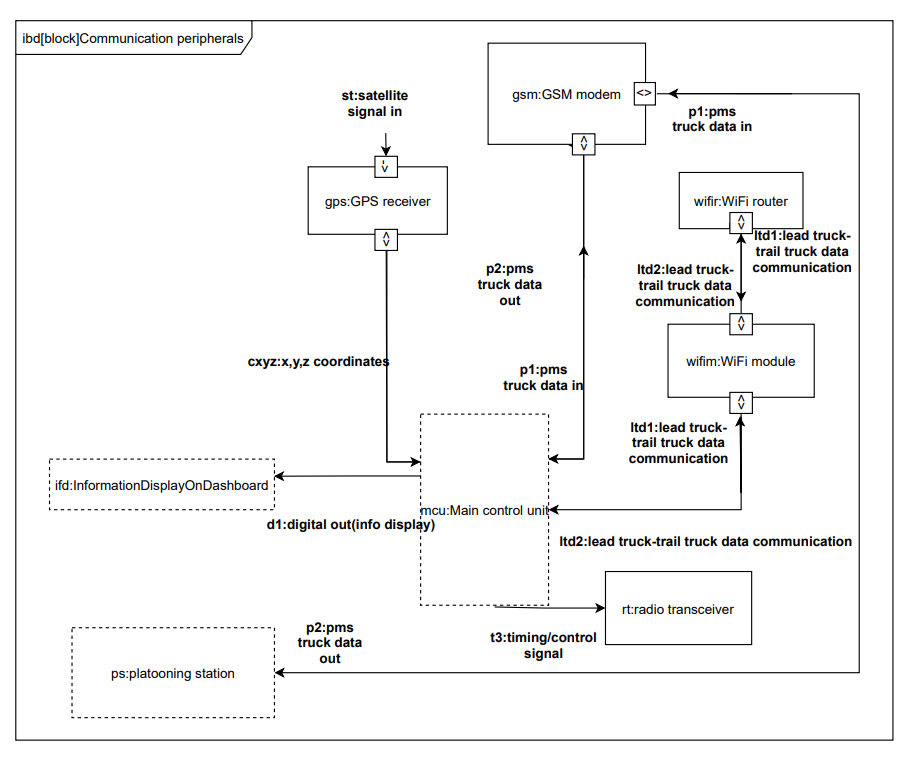 ibd[block]Communication peripherals
st:satellite
signal in
gsm:GSM modem
<>
p1:pms
truck data in
gps:GPS receiver
wifir:WiFi router
ltd1:lead truck-
trail truck data
communication
ltd2:lead truck-
trail truck data
communication
p2:pms
truck data
out
cxyz:x,y,z coordinates
wifim:WiFi module
p1:pms
truck data in
ltd1:lead truck-
trail truck data
communication
ifd:InformationDisplayOnDashboard
mcu:Main control unit
d1:digital out(info display)
ltd2:lead truck-trail truck data communication
rt:radio transceiver
t3:timing/control
signal
p2:pms
truck data
out
ps:platooning station